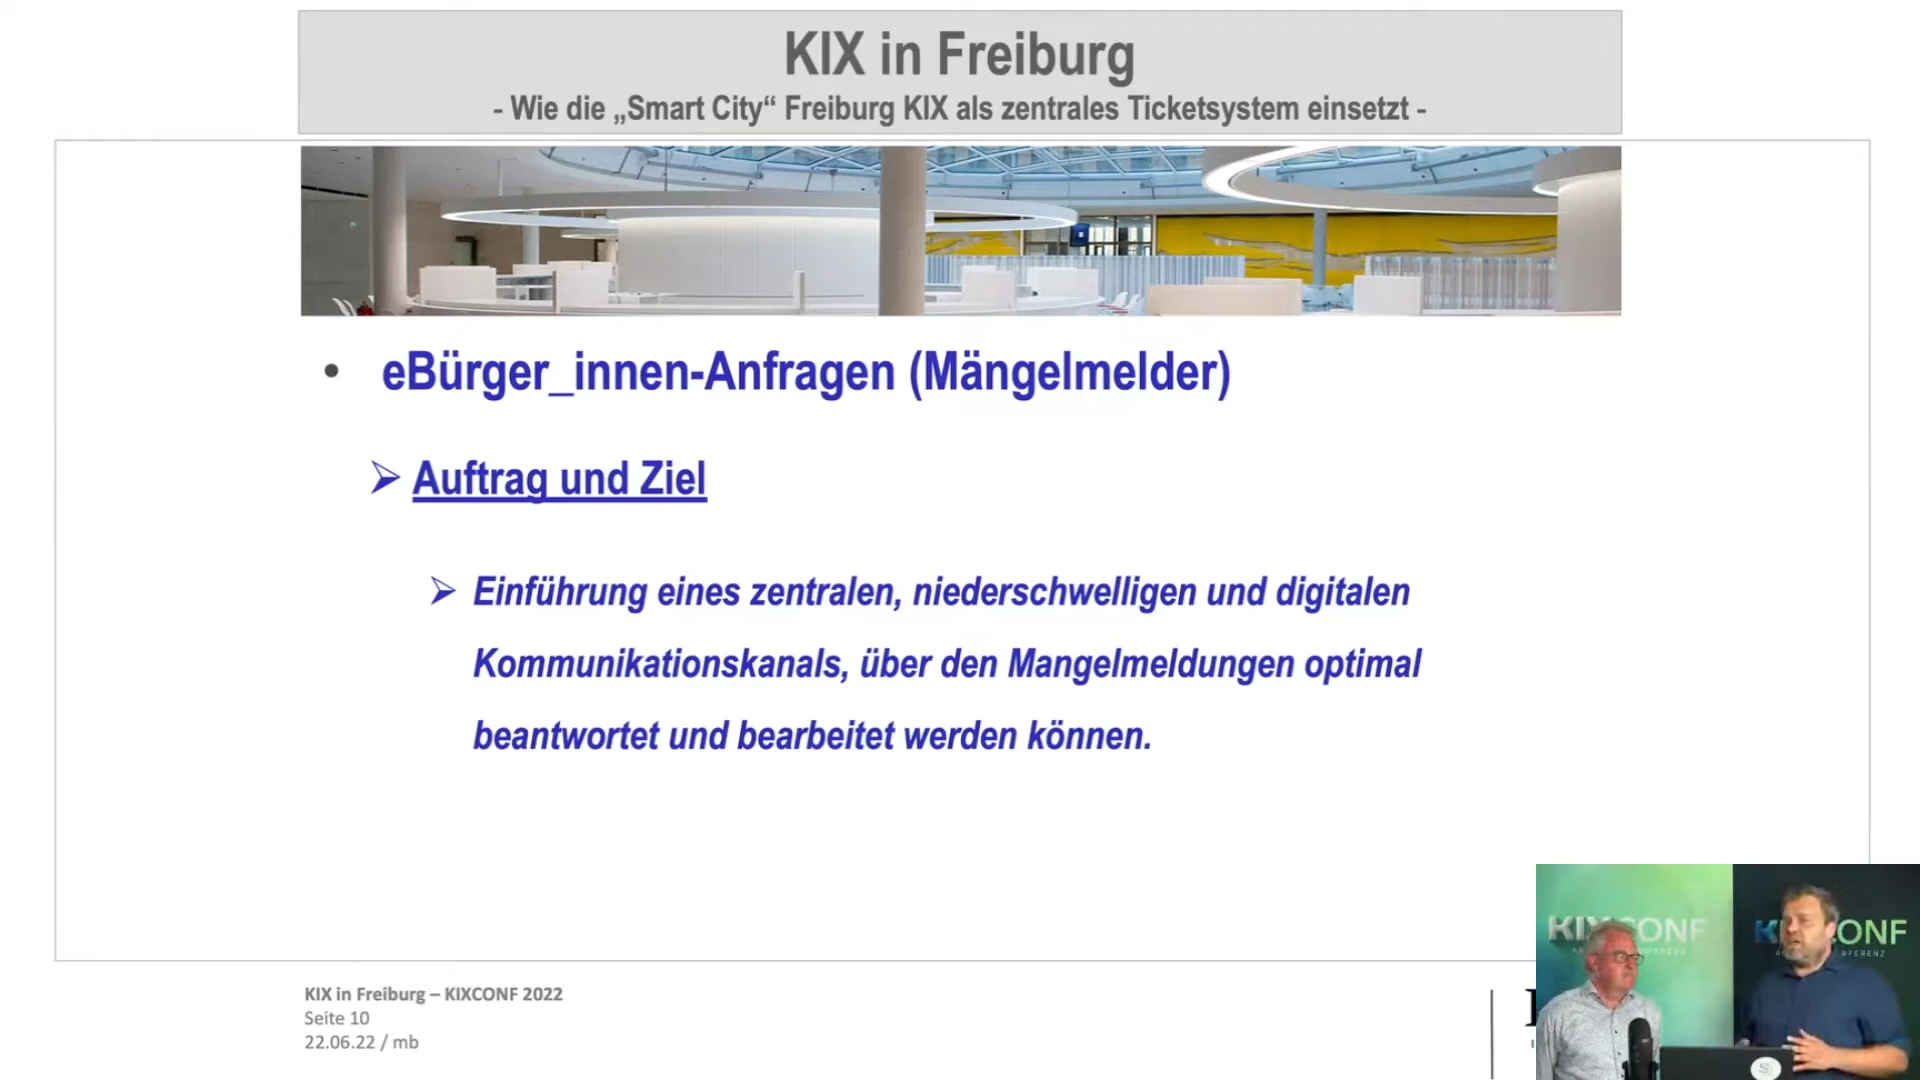 KIX in Freiburg
- Wie die „Smart City“ Freiburg KIX als zentrales Ticketsystem einsetzt -
• eBürger_innen-Anfragen (Mängelmelder)
➢ Auftrag und Ziel
➢ Einführung eines zentralen, niederschwelligen und digitalen
Kommunikationskanals, über den Mangelmeldungen optimal
beantwortet und bearbeitet werden können.
KIX in Freiburg – KIXCONF 2022
Seite 10
22.06.22 / mb